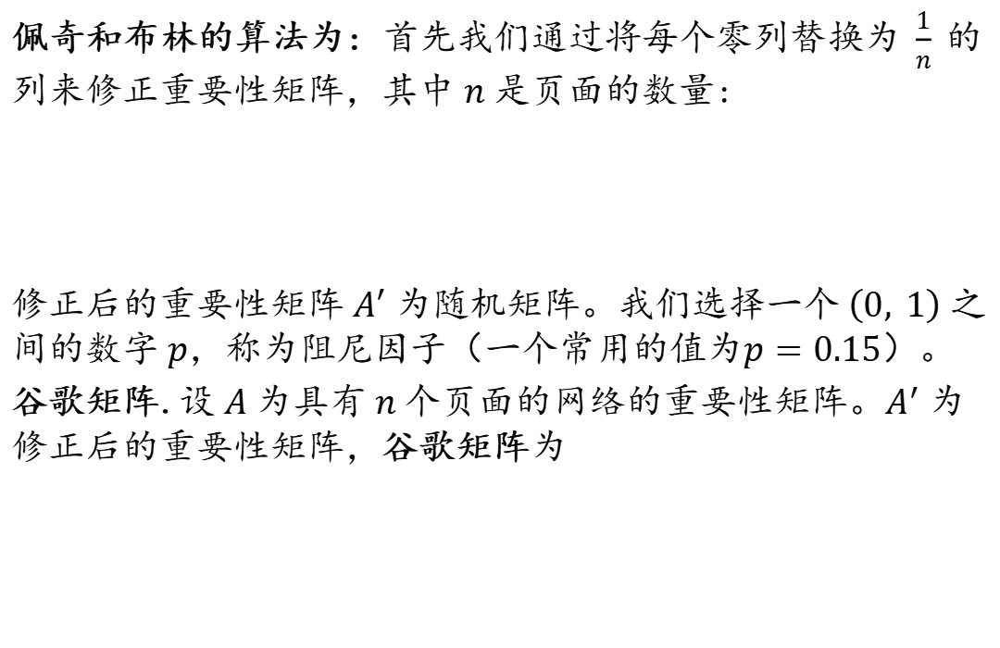 佩奇和布林的算法为：首先我们通过将每个零列替换为 1/n 的
列来修正重要性矩阵，其中 n 是页面的数量：
修正后的重要性矩阵 A′ 为随机矩阵。我们选择一个 (0, 1) 之
间的数字 p，称为阻尼因子（一个常用的值为p = 0.15）。
谷歌矩阵. 设 A 为具有 n 个页面的网络的重要性矩阵。A′ 为
修正后的重要性矩阵，谷歌矩阵为